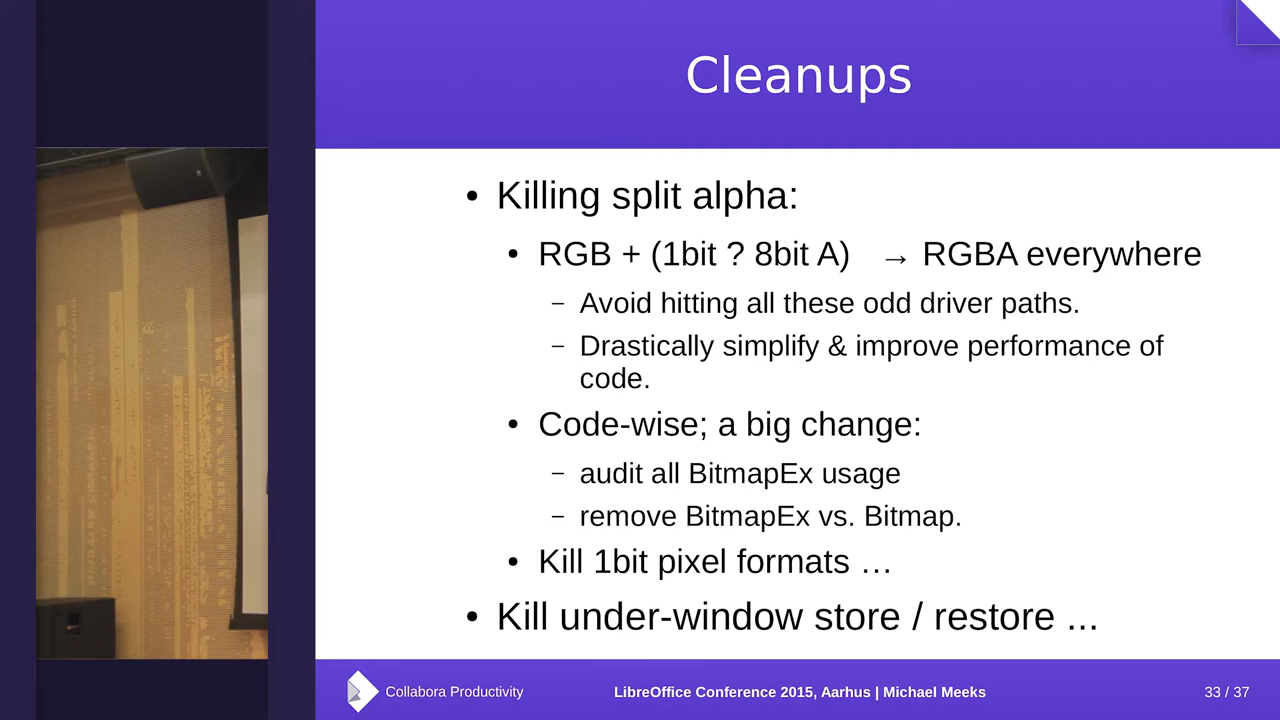 Cleanups
• Killing split alpha:
• RGB + (1bit ? 8bit A) → RGBA everywhere
– Avoid hitting all these odd driver paths.
– Drastically simplify & improve performance of
code.
• Code-wise; a big change:
– audit all BitmapEx usage
– remove BitmapEx vs. Bitmap.
• Kill 1bit pixel formats …
• Kill under-window store / restore ...
Collabora Productivity
LibreOffice Conference 2015, Aarhus | Michael Meeks
33 / 37